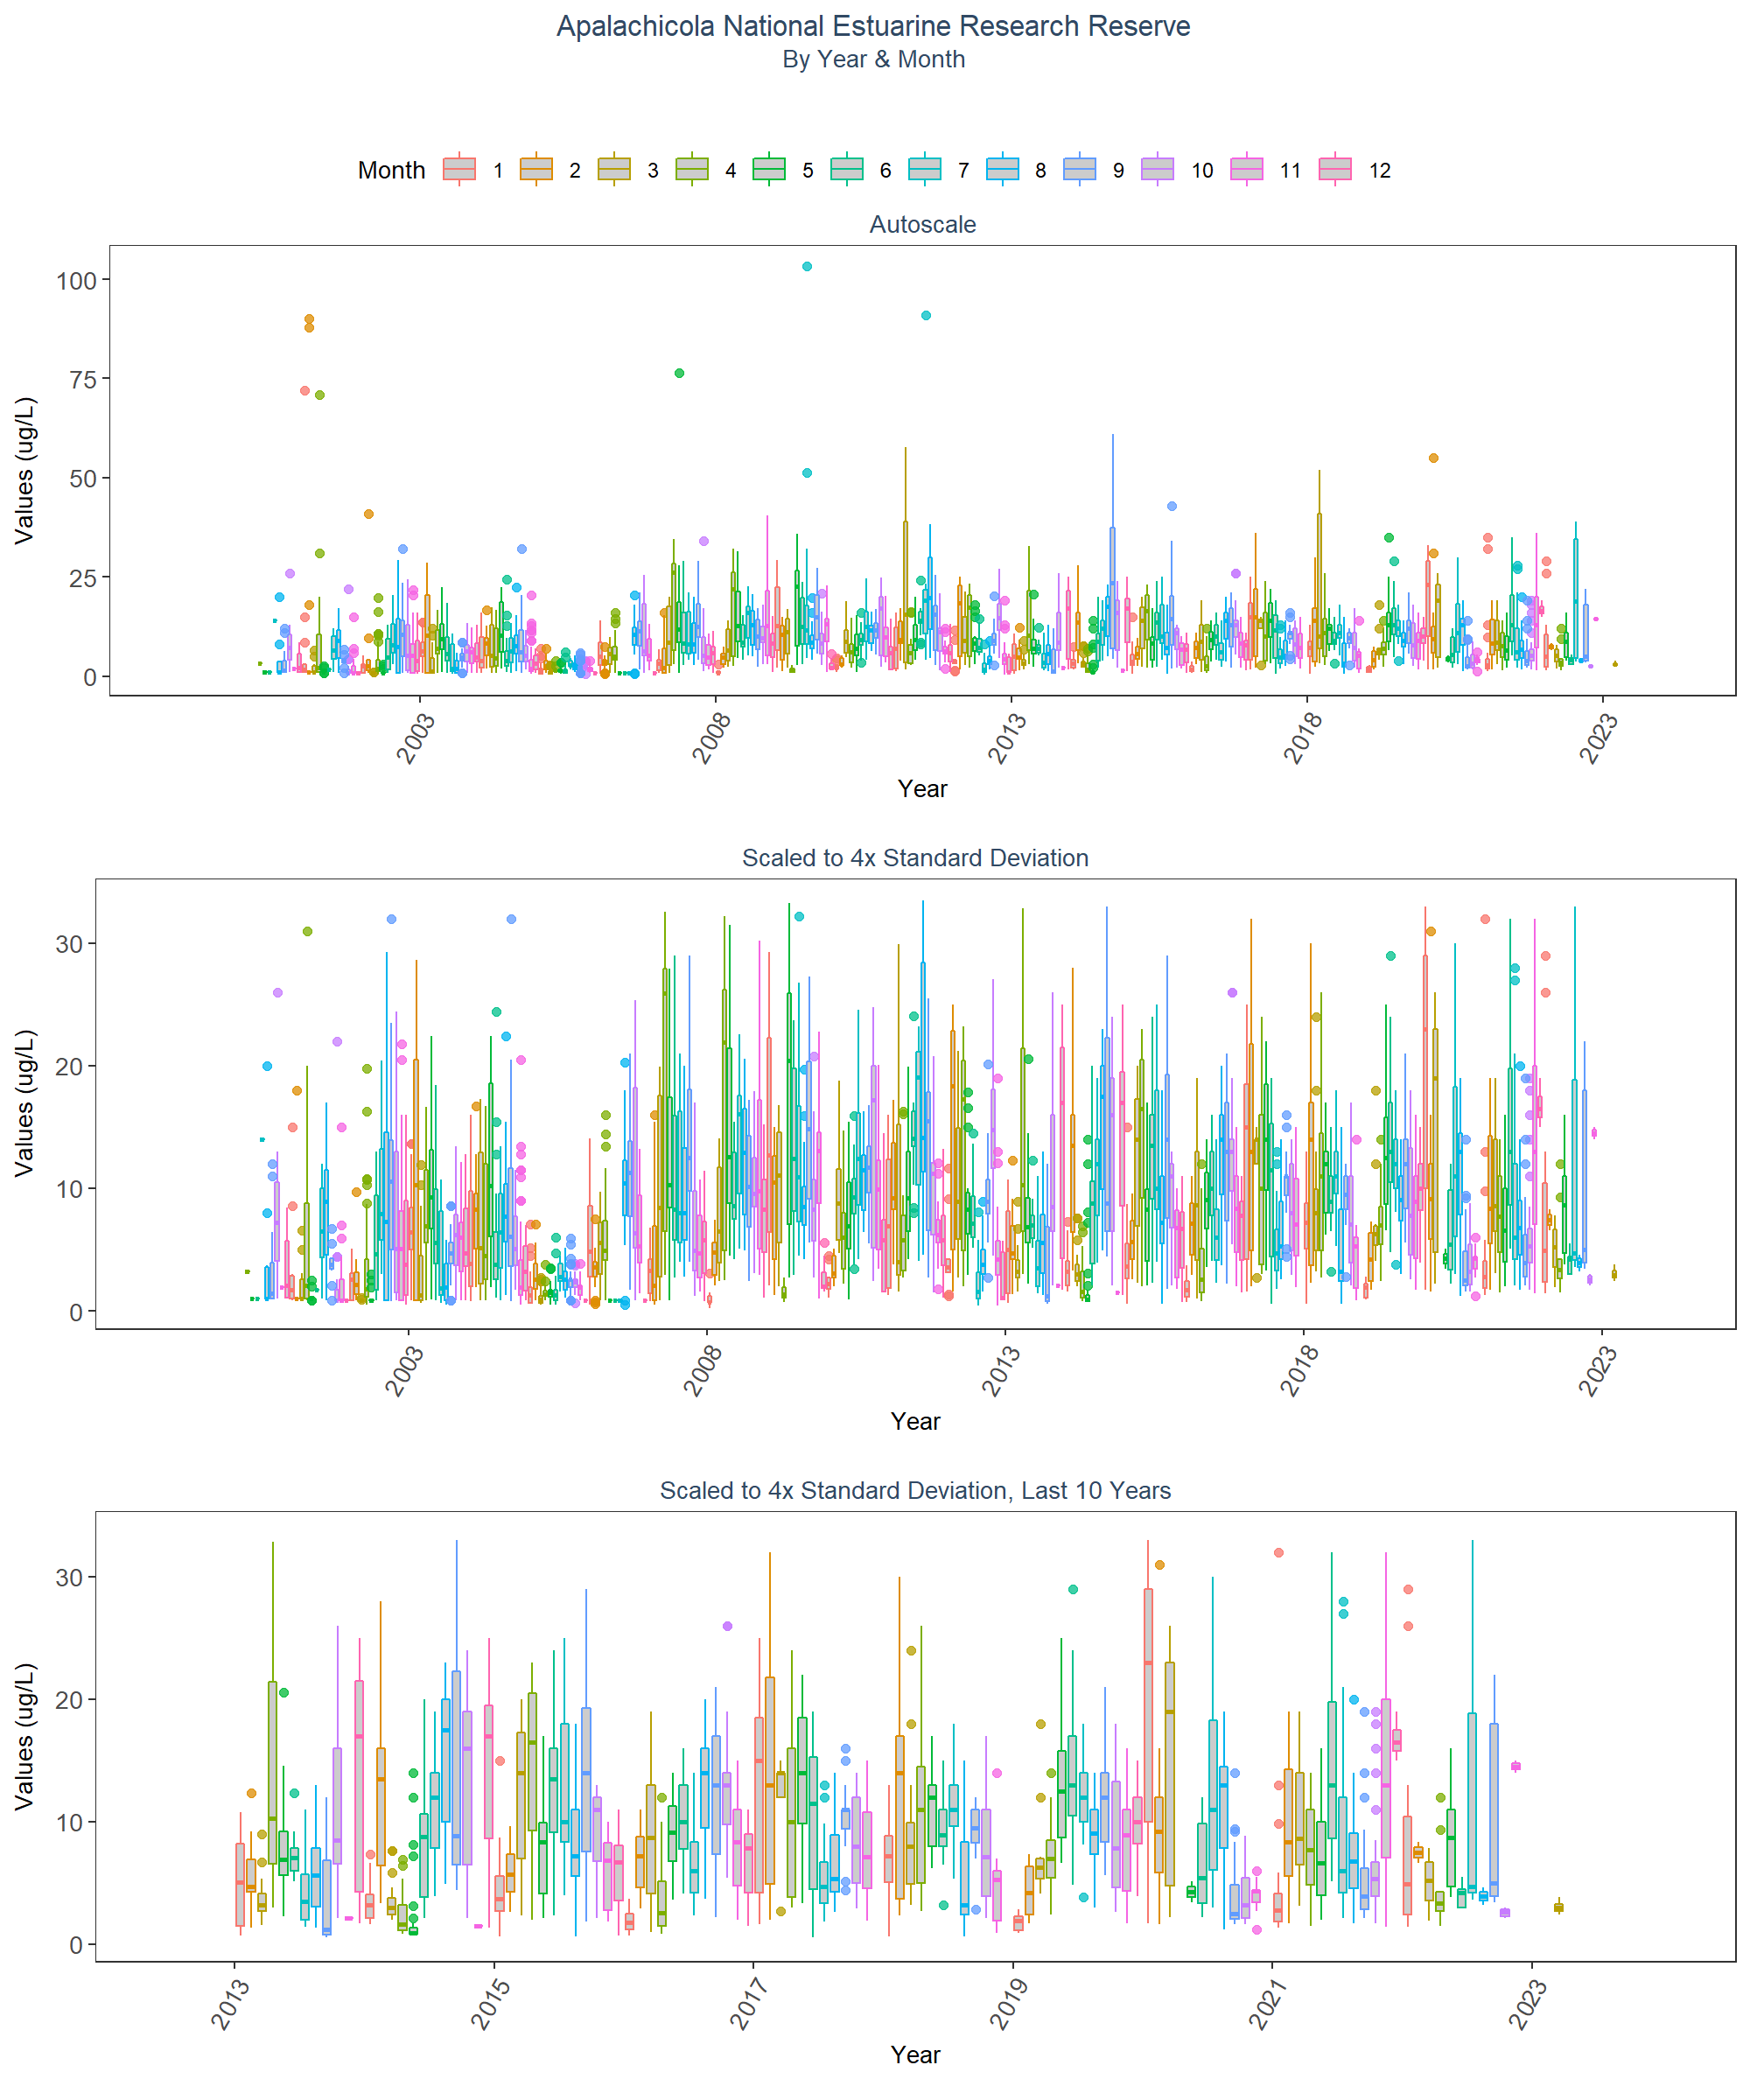 Apalachicola National Estuarine Research Reserve
By Year & Month
Month 1 2 3 4 5 6 7 8 9 10 11 12
Autoscale
Values (ug/L)
100
75
50
25
0
2003 2008 2013 2018 2023
Year
Scaled to 4x Standard Deviation
Values (ug/L)
30
20
10
0
2003 2008 2013 2018 2023
Year
Scaled to 4x Standard Deviation, Last 10 Years
Values (ug/L)
30
20
10
0
2013 2015 2017 2019 2021 2023
Year